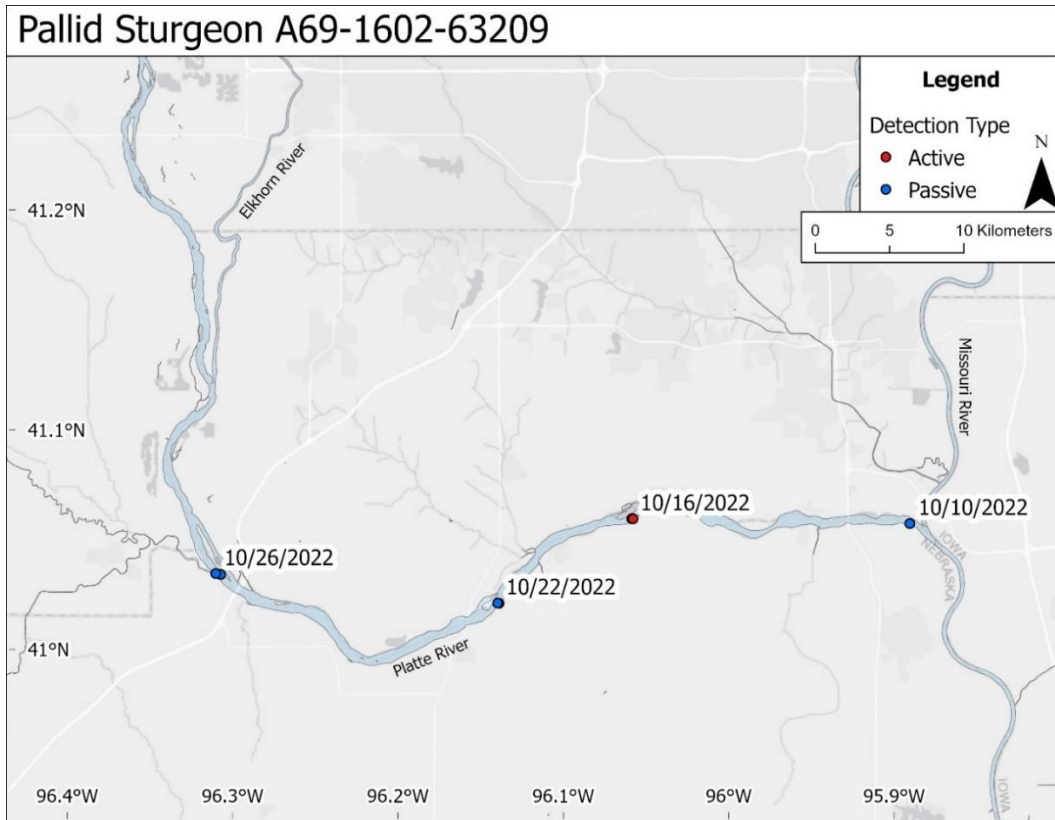 Pallid Sturgeon A69-1602-63209
Legend
Detection Type
Active
Passive
N
0 5 10 Kilometers
Elkhorn River
41.2°N
Missouri River
41.1°N
10/16/2022
10/10/2022
10/26/2022
IOWA
NEBRASKA
10/22/2022
41°N
Platte River
IOWA
96.4°W 96.3°W 96.2°W 96.1°W 96°W 95.9°W